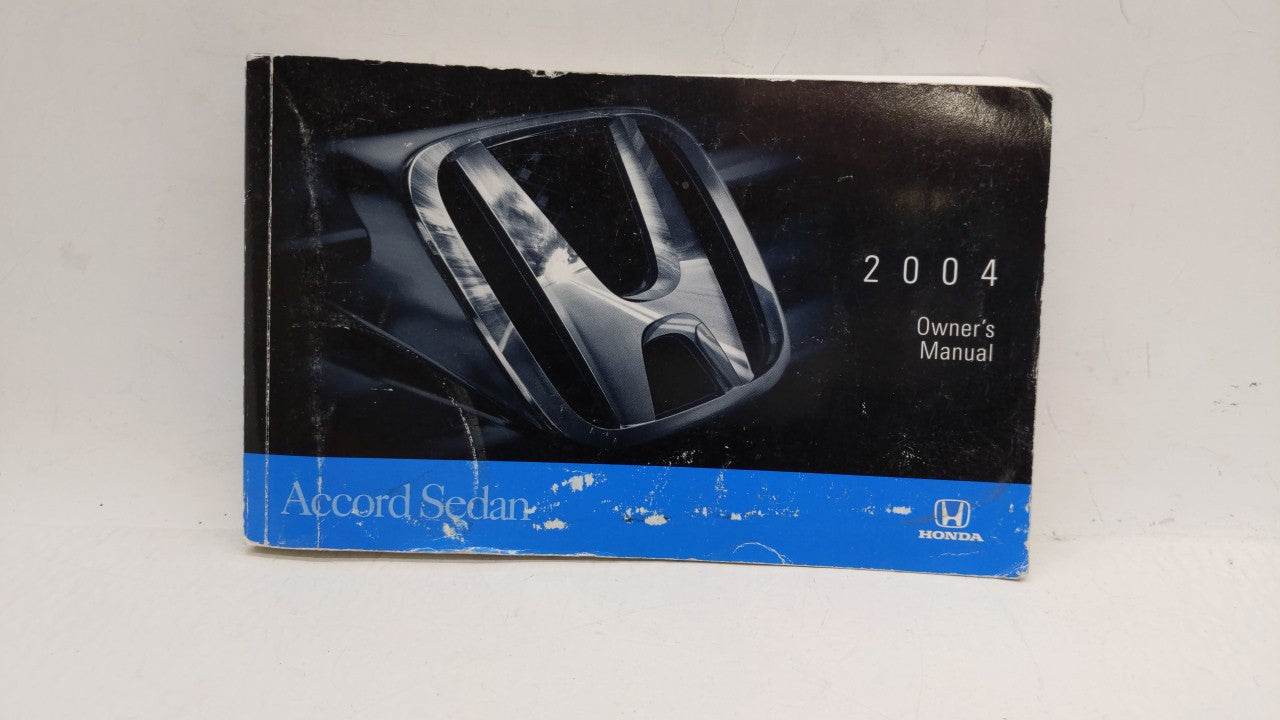 2004
Owner's
Manual
Accord Sedan
HONDA